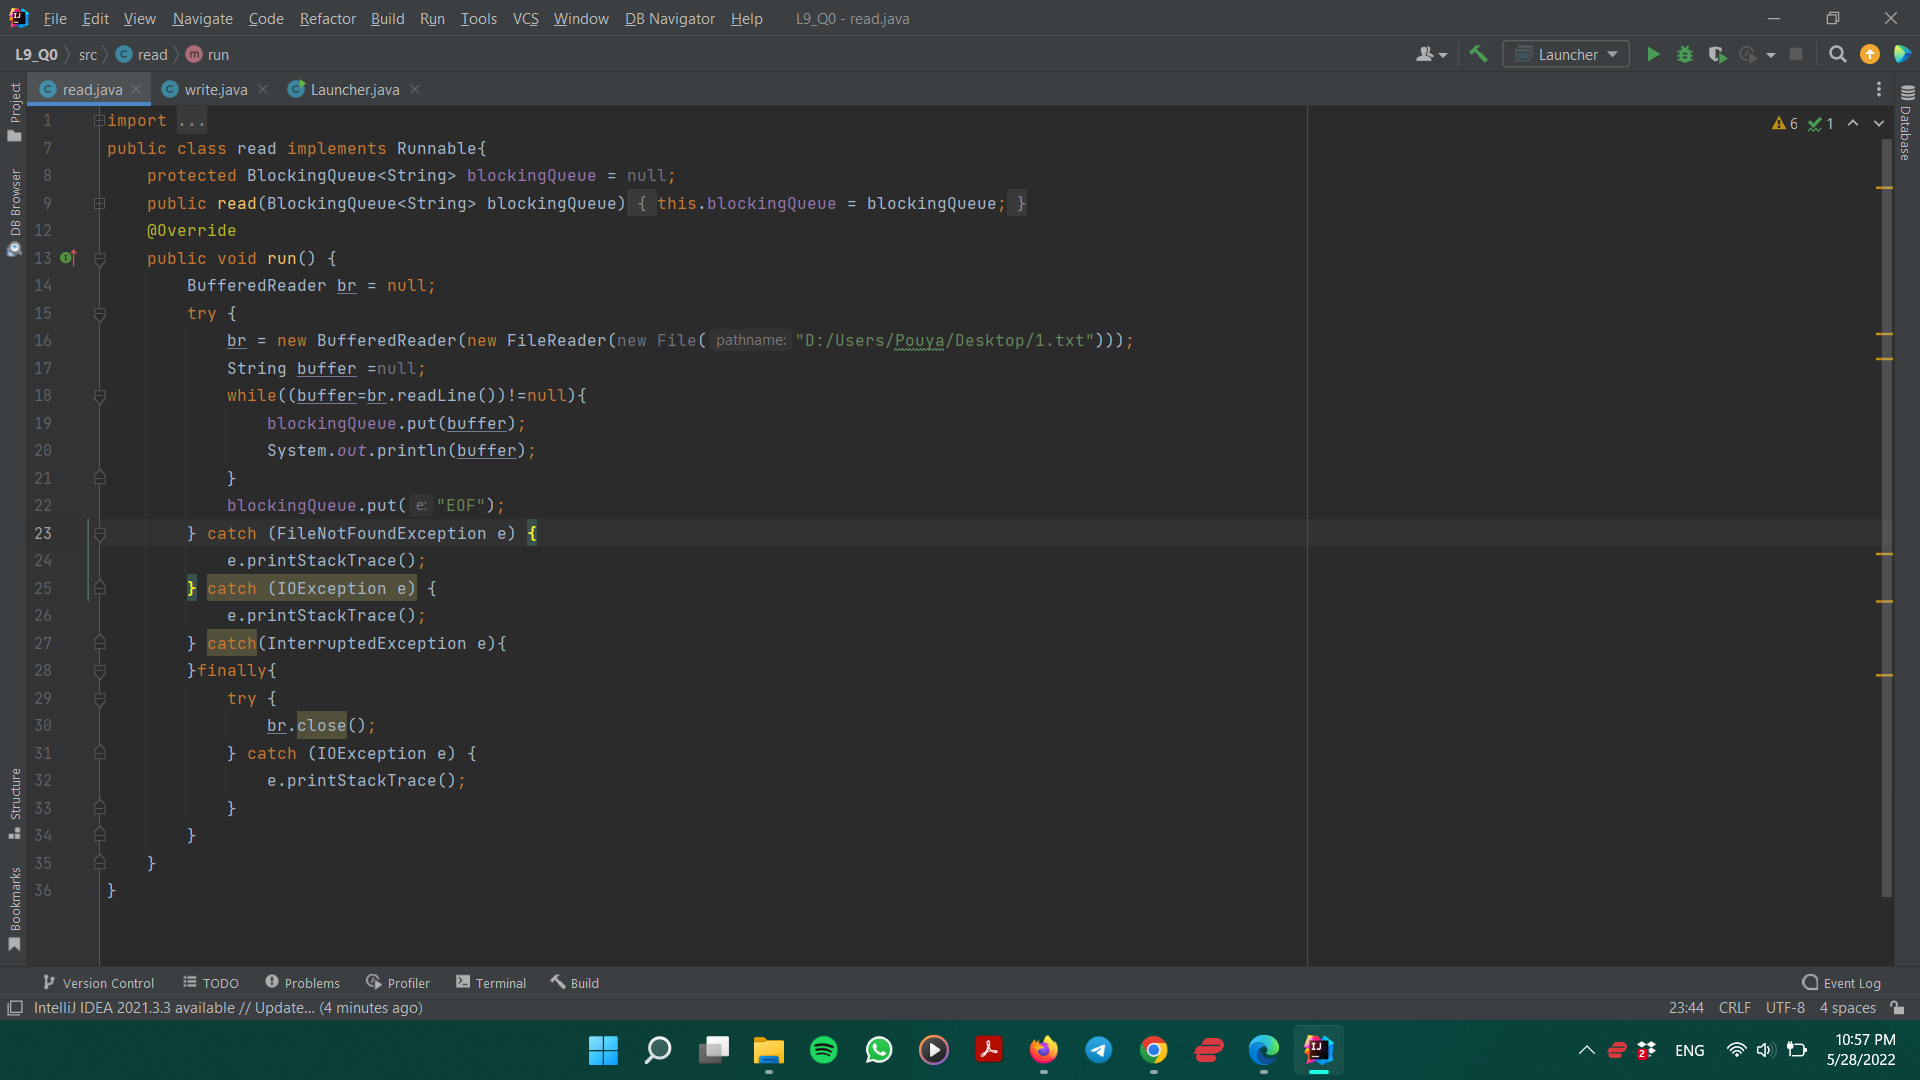 File Edit View Navigate Code Refactor Build Run Tools VCS Window DB Navigator Help L9_Q0 - read.java
L9_Q0 src read run Launcher
read.java write.java Launcher.java
Project
DB Browser
Structure
Bookmarks
Database
6 1
1 import ...
7 public class read implements Runnable{
8 protected BlockingQueue<String> blockingQueue = null;
9 public read(BlockingQueue<String> blockingQueue) { this.blockingQueue = blockingQueue; }
12 @Override
13 public void run() {
14 BufferedReader br = null;
15 try {
16 br = new BufferedReader(new FileReader(new File( pathname: "D:/Users/Pouya/Desktop/1.txt")));
17 String buffer =null;
18 while((buffer=br.readLine())!=null){
19 blockingQueue.put(buffer);
20 System.out.println(buffer);
21 }
22 blockingQueue.put( e: "EOF");
23 } catch (FileNotFoundException e) {
24 e.printStackTrace();
25 } catch (IOException e) {
26 e.printStackTrace();
27 } catch(InterruptedException e){
28 }finally{
29 try {
30 br.close();
31 } catch (IOException e) {
32 e.printStackTrace();
33 }
34 }
35 }
36 }
Version Control TODO Problems Profiler Terminal Build Event Log
IntelliJ IDEA 2021.3.3 available // Update... (4 minutes ago) 23:44 CRLF UTF-8 4 spaces
2 ENG 10:57 PM
5/28/2022